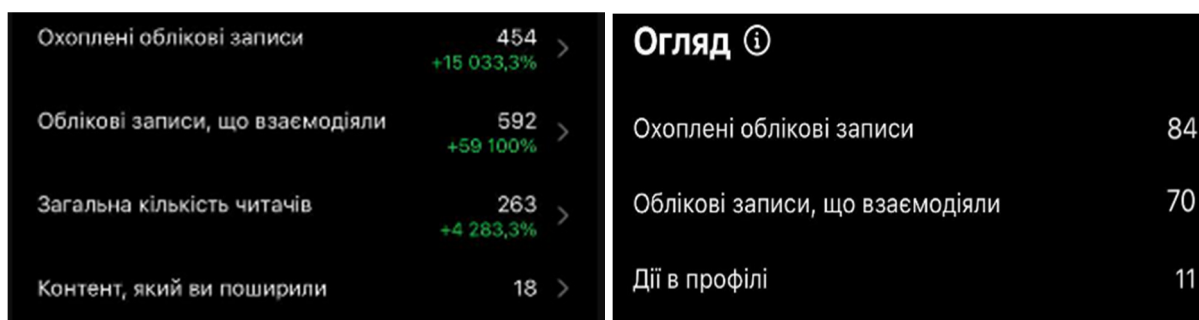 Охоплені облікові записи 454
+15 033,3%
Облікові записи, що взаємодіяли 592
+59 100%
Загальна кількість читачів 263
+4 283,3%
Контент, який ви поширили 18
Огляд
Охоплені облікові записи 84
Облікові записи, що взаємодіяли 70
Дії в профілі 11